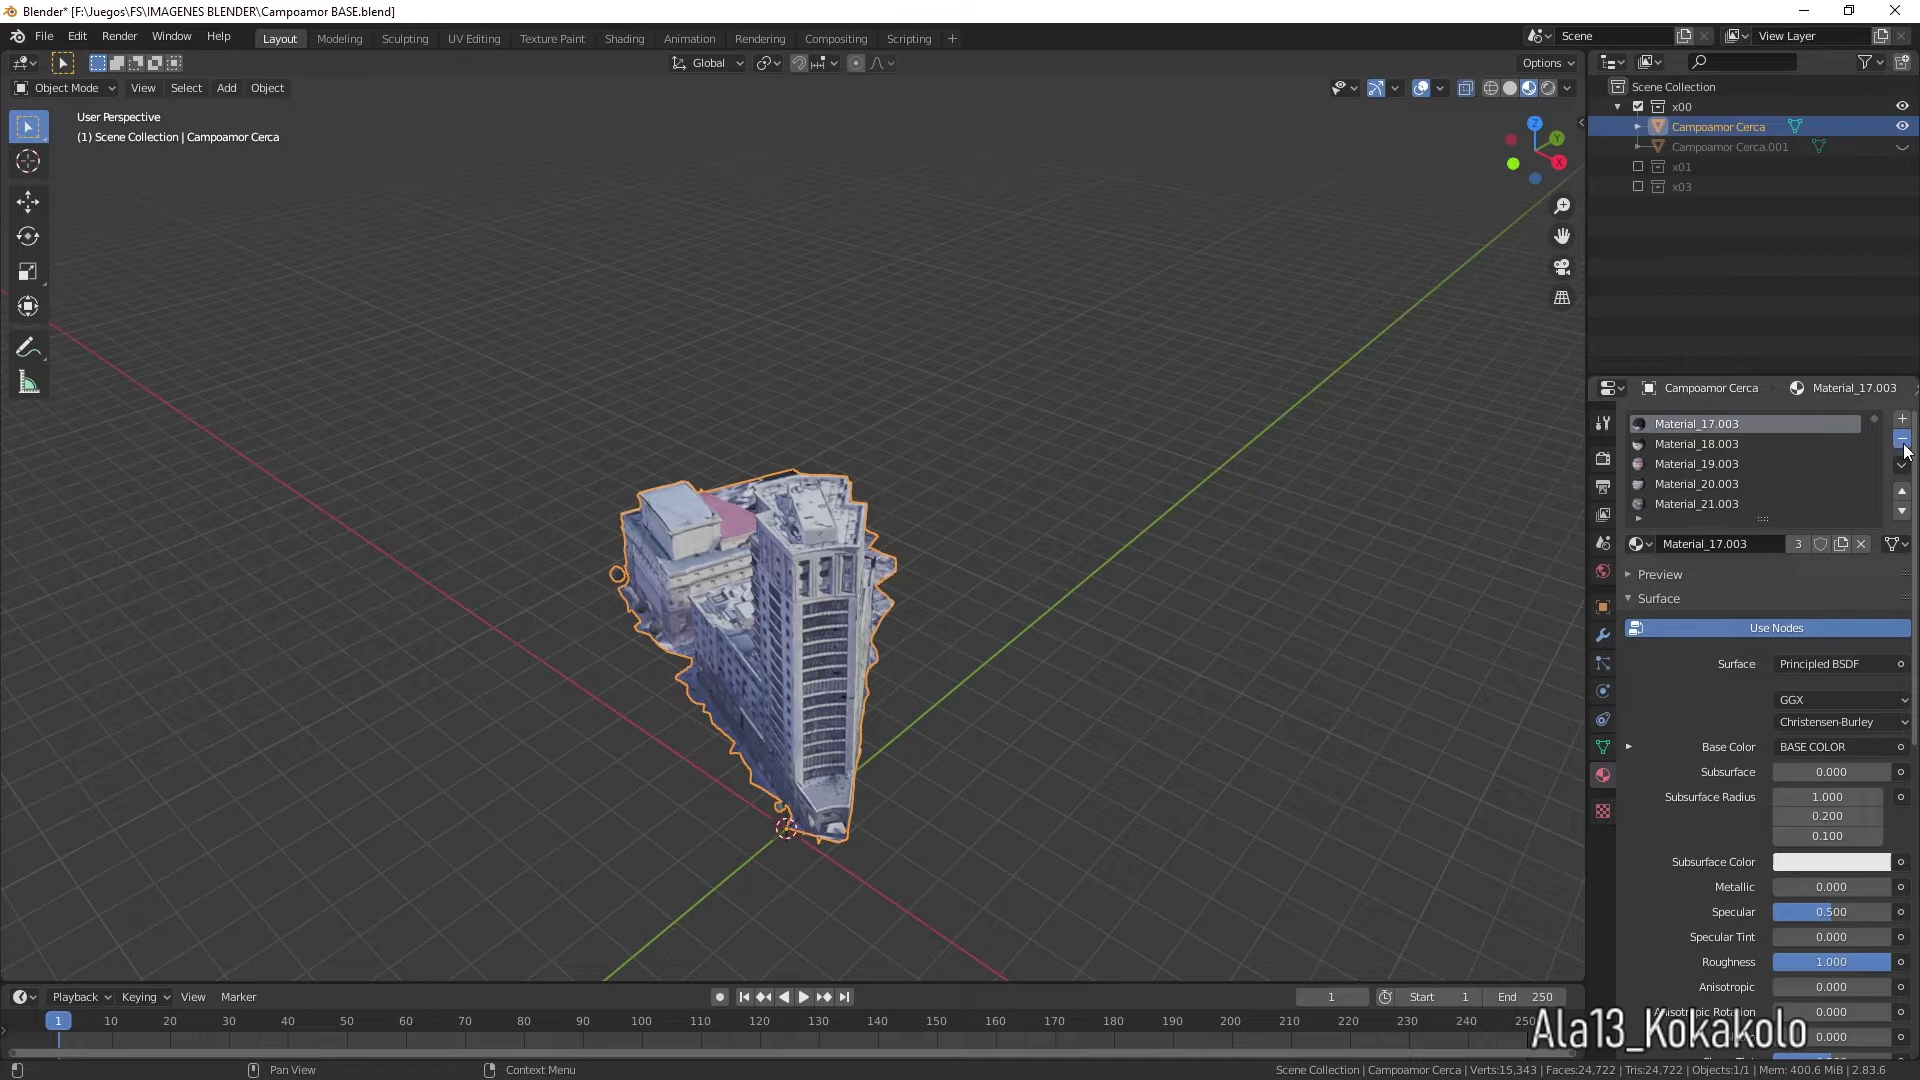 Blender* [F:\Juegos\FS\IMAGENES BLENDER\Campoamor BASE.blend]
File Edit Render Window Help
Layout Modeling Sculpting UV Editing Texture Paint Shading Animation Rendering Compositing Scripting +
Scene
View Layer
Global
Options
Object Mode View Select Add Object
User Perspective
(1) Scene Collection | Campoamor Cerca
Z
Y
X
Scene Collection
x00
Campoamor Cerca
Campoamor Cerca.001
x01
x03
Campoamor Cerca Material_17.003
Material_17.003
Material_18.003
Material_19.003
Material_20.003
Material_21.003
Material_17.003 3
Preview
Surface
Use Nodes
Surface Principled BSDF
GGX
Christensen-Burley
Base Color BASE COLOR
Subsurface 0.000
Subsurface Radius 1.000
0.200
0.100
Subsurface Color
Metallic 0.000
Specular 0.500
Specular Tint 0.000
Roughness 1.000
Anisotropic 0.000
Anisotropic Rotation 0.000
0.000
Playback Keying View Marker
1 Start 1 End 250
1 10 20 30 40 50 60 70 80 90 100 110 120 130 140 150 160 170 180 190 200 210 220 230 240 250
Ala13_Kokakolo
Pan View
Context Menu
Scene Collection | Campoamor Cerca | Verts:15,343 | Faces:24,722 | Tris:24,722 | Objects:1/1 | Mem: 400.6 MiB | 2.83.6